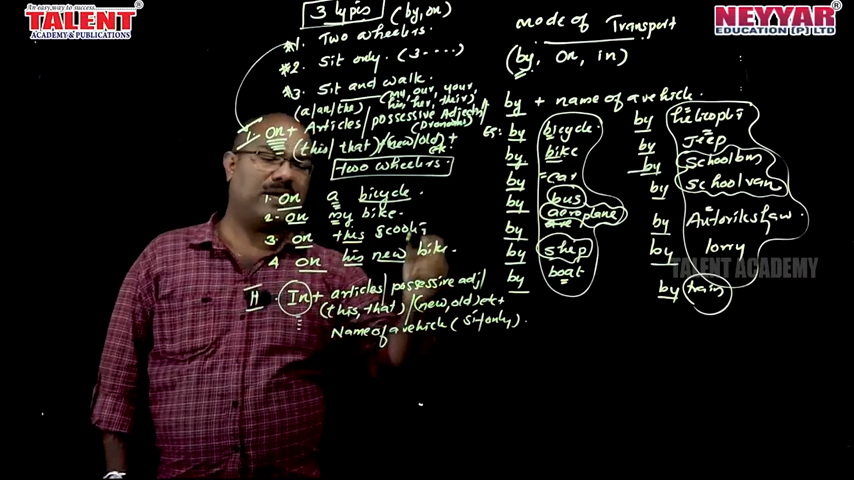 An easy way to success...
TALENT
ACADEMY & PUBLICATIONS
NEYYAR
EDUCATION (P) LTD
3 types (by, on)
*1. Two wheelers.
*2. Sit only. (3-....)
*3. Sit and walk.
(a/an/the) (my, our, your, his, her, their)
1. On + Articles/possessive Adjecti
(Pronouns)
(this/that)/new/old etc +
two wheelers.
1. On a bicycle.
2. On my bike.
3. On this scoote
4 On his new bike.
II. In + articles/possessive adj/
(this, that)/(new, old) etc +
Name of a vehicle (sit only).
mode of Transport
(by, on, in)
by + name of a vehicle.
Eg: by bicycle.
by bike
by car
by bus
by aeroplane
by ship
by boat
by helicopte
by Jeep
by school bus
by school van
by Autorikshaw.
by lorry
by train
TALENT ACADEMY